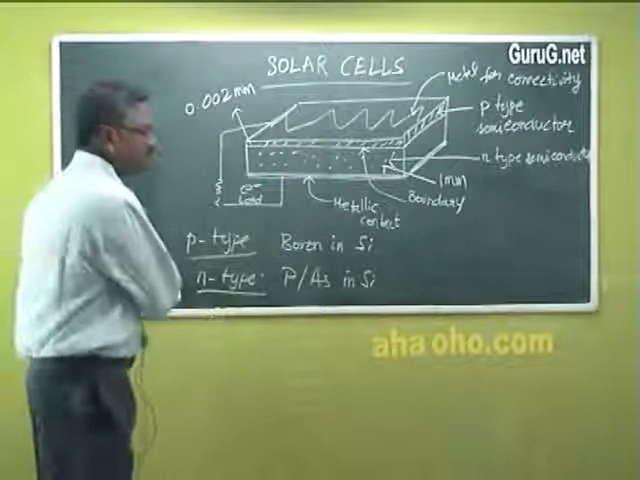 GuruG.net
SOLAR CELLS
Metal for connectivity
0.002mm
p type
semiconductor
n type semiconductor
1mm
Boundary
e-
Load
Metallic
contact
p-type Boron in Si
n-type P/As in Si
aha oho.com